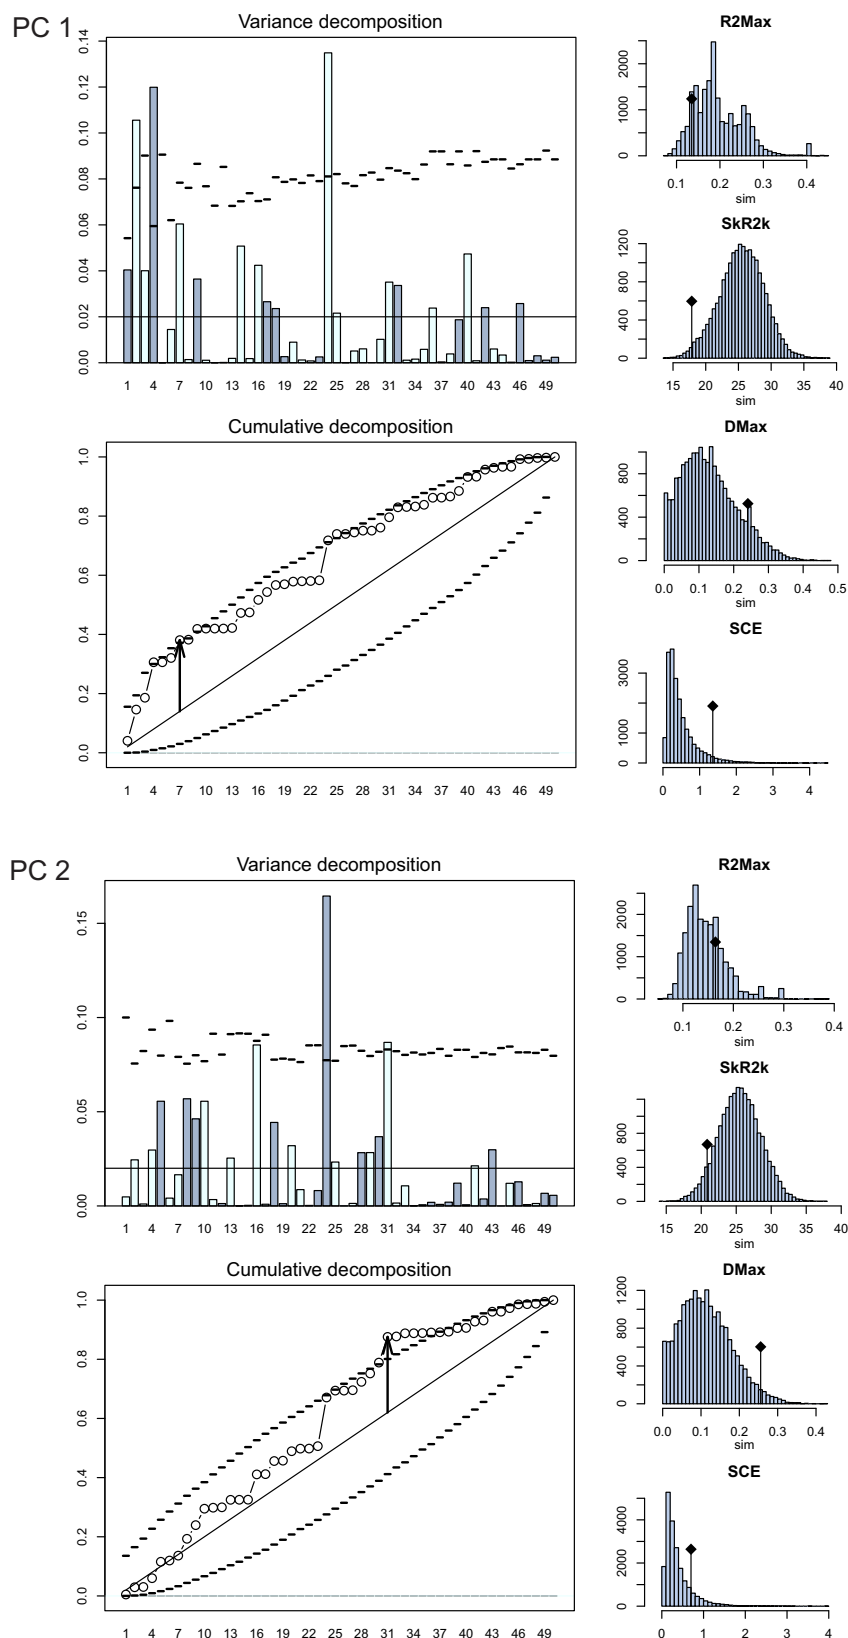 PC 1
Variance decomposition
0.14
0.12
0.10
0.08
0.06
0.04
0.02
0.00
1 4 7 10 13 16 19 22 25 28 31 34 37 40 43 46 49
R2Max
2000
1000
0
0.1 0.2 0.3 0.4
sim
SkR2k
1200
800
400
0
15 20 25 30 35 40
sim
Cumulative decomposition
1.0
0.8
0.6
0.4
0.2
0.0
1 4 7 10 13 16 19 22 25 28 31 34 37 40 43 46 49
DMax
800
400
0
0.0 0.1 0.2 0.3 0.4 0.5
sim
SCE
3000
1000
0
0 1 2 3 4
sim
PC 2
Variance decomposition
0.15
0.10
0.05
0.00
1 4 7 10 13 16 19 22 25 28 31 34 37 40 43 46 49
R2Max
2000
1000
0
0.1 0.2 0.3 0.4
sim
SkR2k
800
400
0
15 20 25 30 35 40
sim
Cumulative decomposition
1.0
0.8
0.6
0.4
0.2
0.0
1 4 7 10 13 16 19 22 25 28 31 34 37 40 43 46 49
DMax
1200
800
400
0
0.0 0.1 0.2 0.3 0.4
sim
SCE
4000
2000
0
0 1 2 3 4